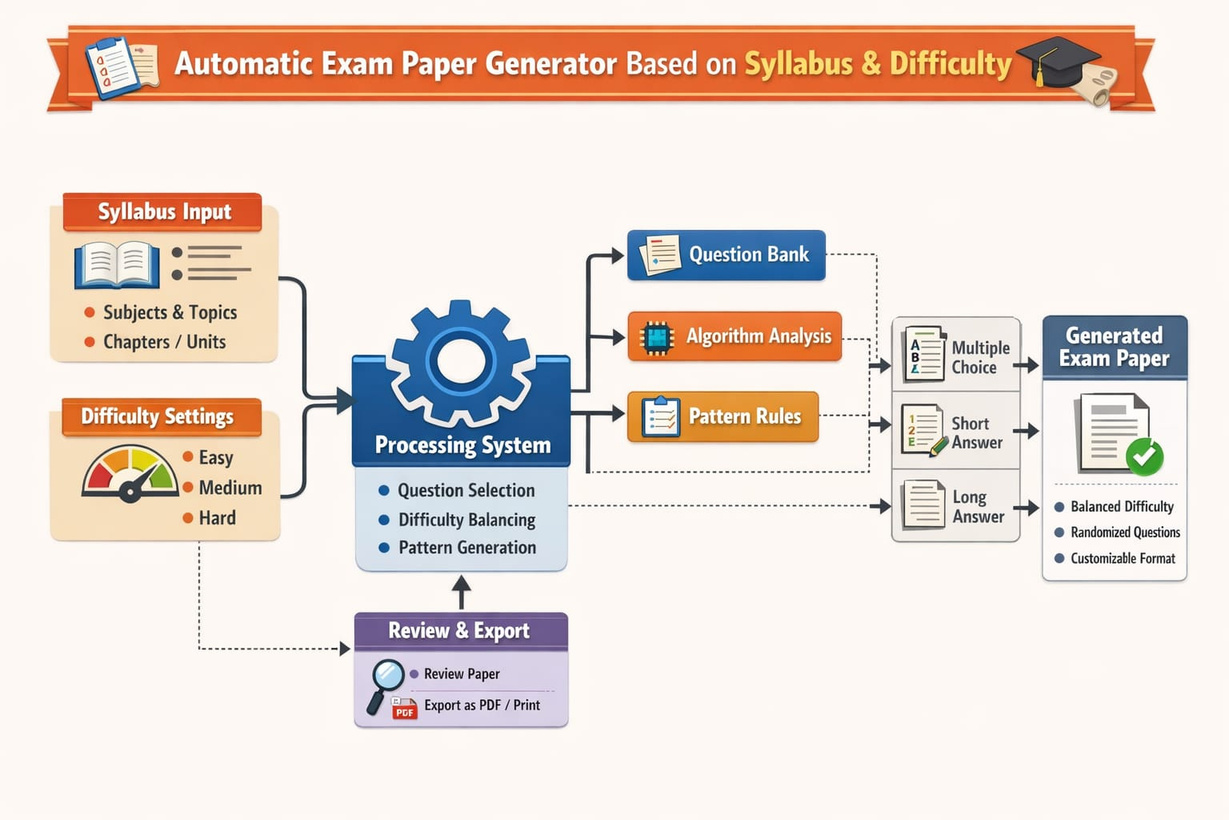 Automatic Exam Paper Generator Based on Syllabus & Difficulty
Syllabus Input
Subjects & Topics
Chapters / Units
Difficulty Settings
Easy
Medium
Hard
Processing System
Question Selection
Difficulty Balancing
Pattern Generation
Review & Export
Review Paper
PDF
Export as PDF / Print
Question Bank
Algorithm Analysis
Pattern Rules
A
B
Multiple
Choice
1
2
E
Short
Answer
Long
Answer
Generated
Exam Paper
Balanced Difficulty
Randomized Questions
Customizable Format